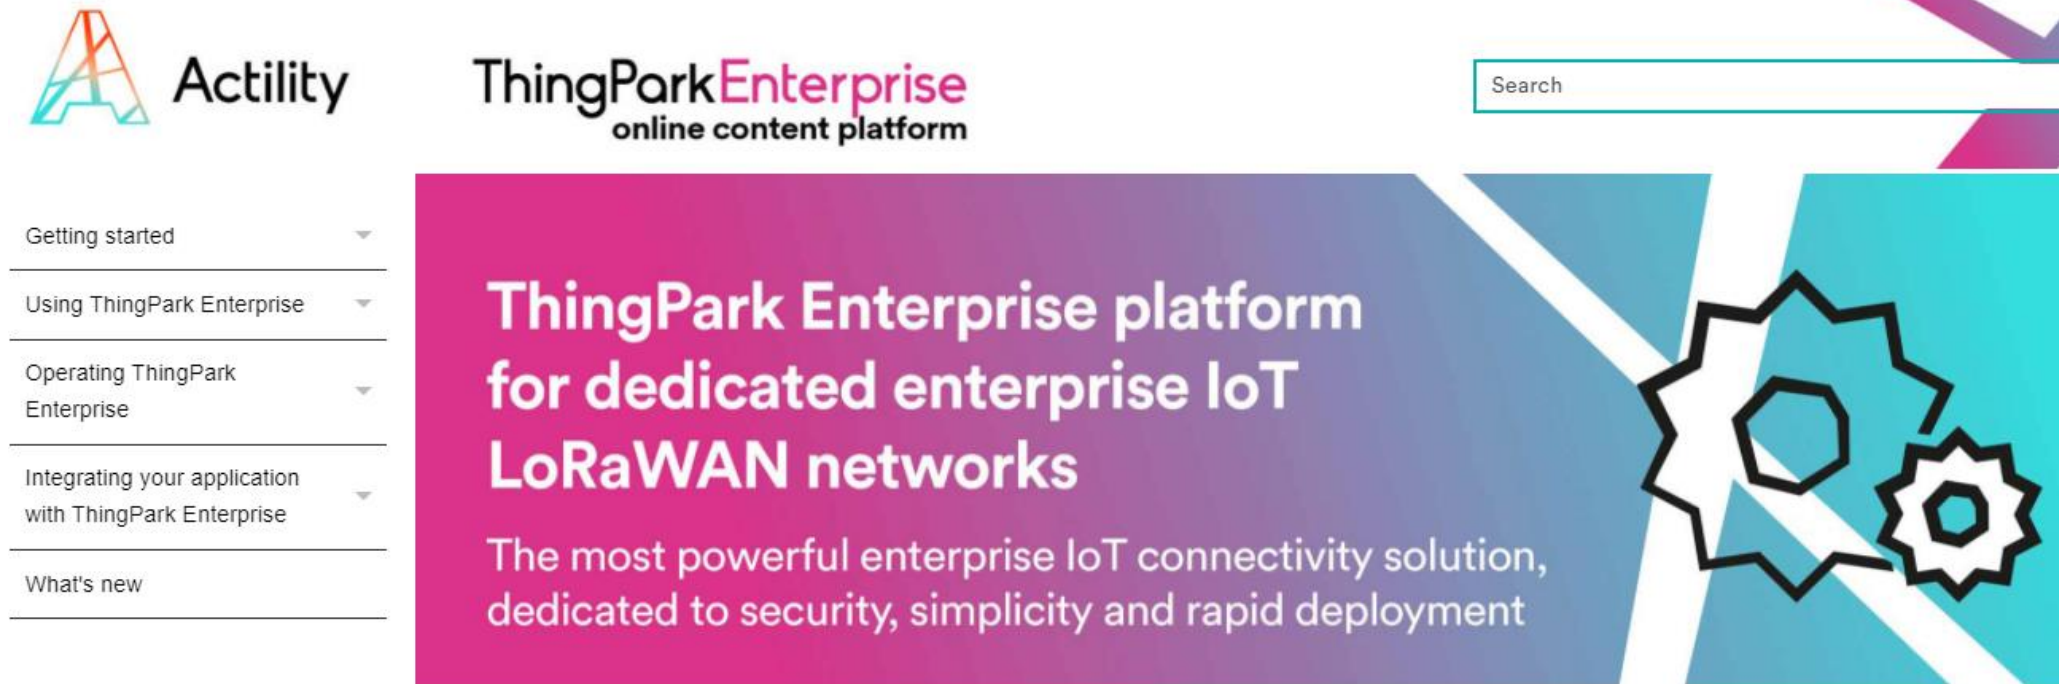 Actility
ThingParkEnterprise
online content platform
Search
Getting started
Using ThingPark Enterprise
Operating ThingPark
Enterprise
Integrating your application
with ThingPark Enterprise
What's new
ThingPark Enterprise platform
for dedicated enterprise IoT
LoRaWAN networks
The most powerful enterprise IoT connectivity solution,
dedicated to security, simplicity and rapid deployment